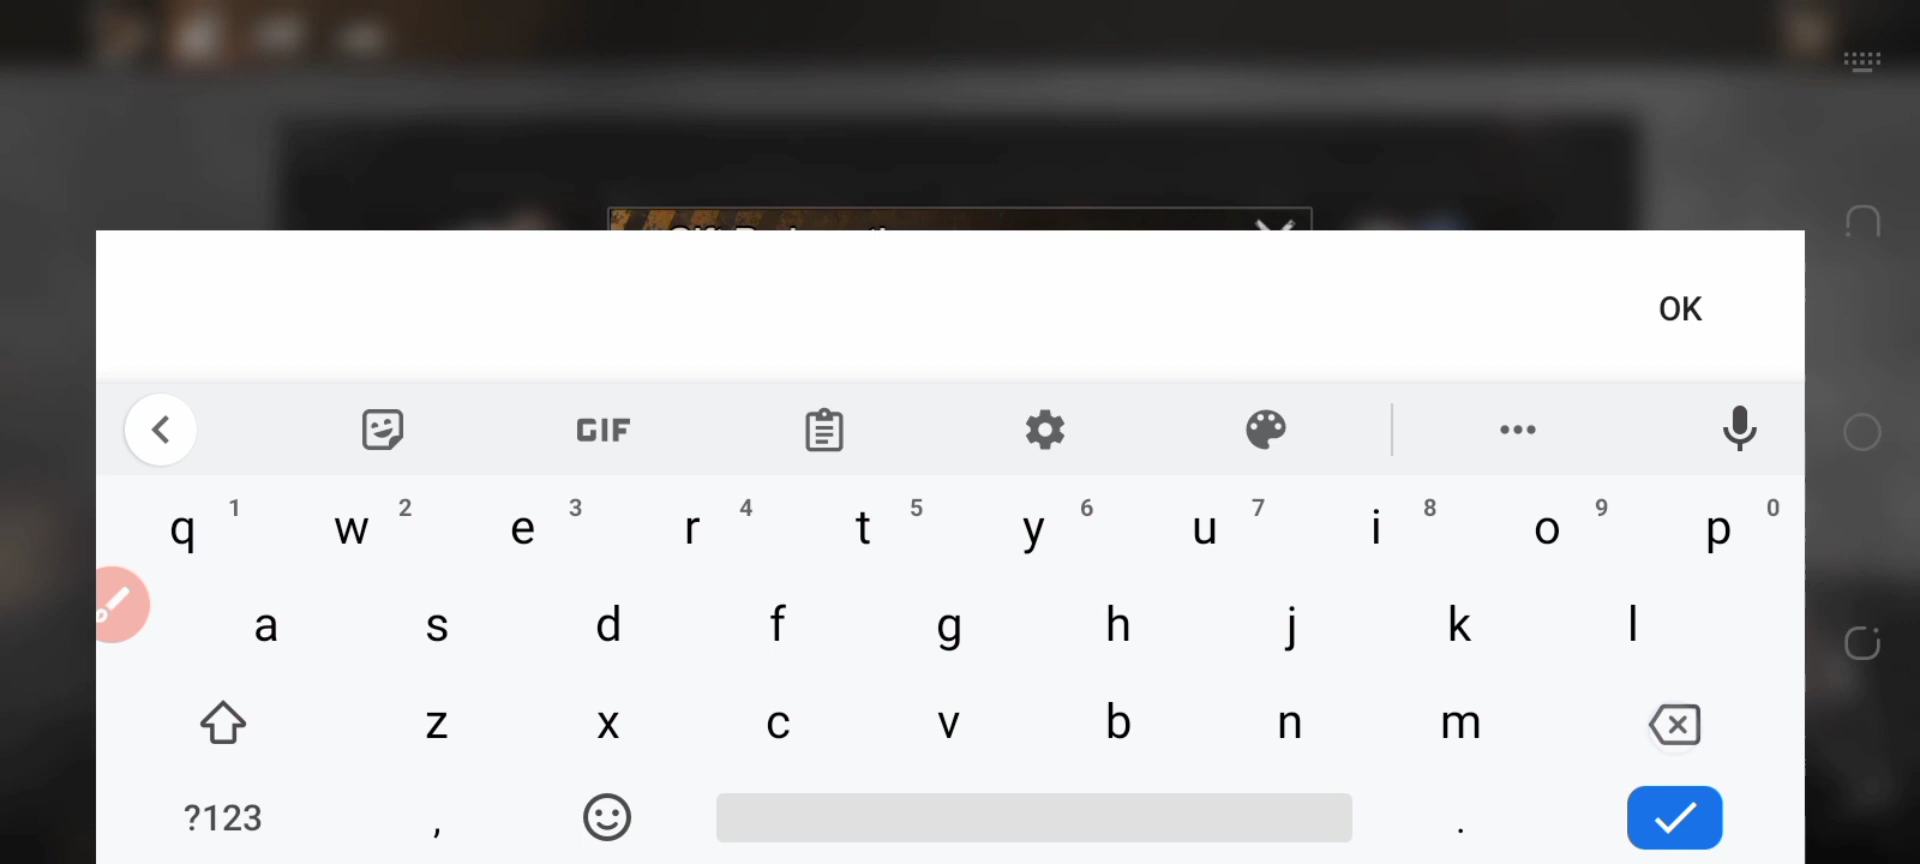 OK
GIF
q 1 w 2 e 3 r 4 t 5 y 6 u 7 i 8 o 9 p 0
a s d f g h j k l
z x c v b n m
?123 , .